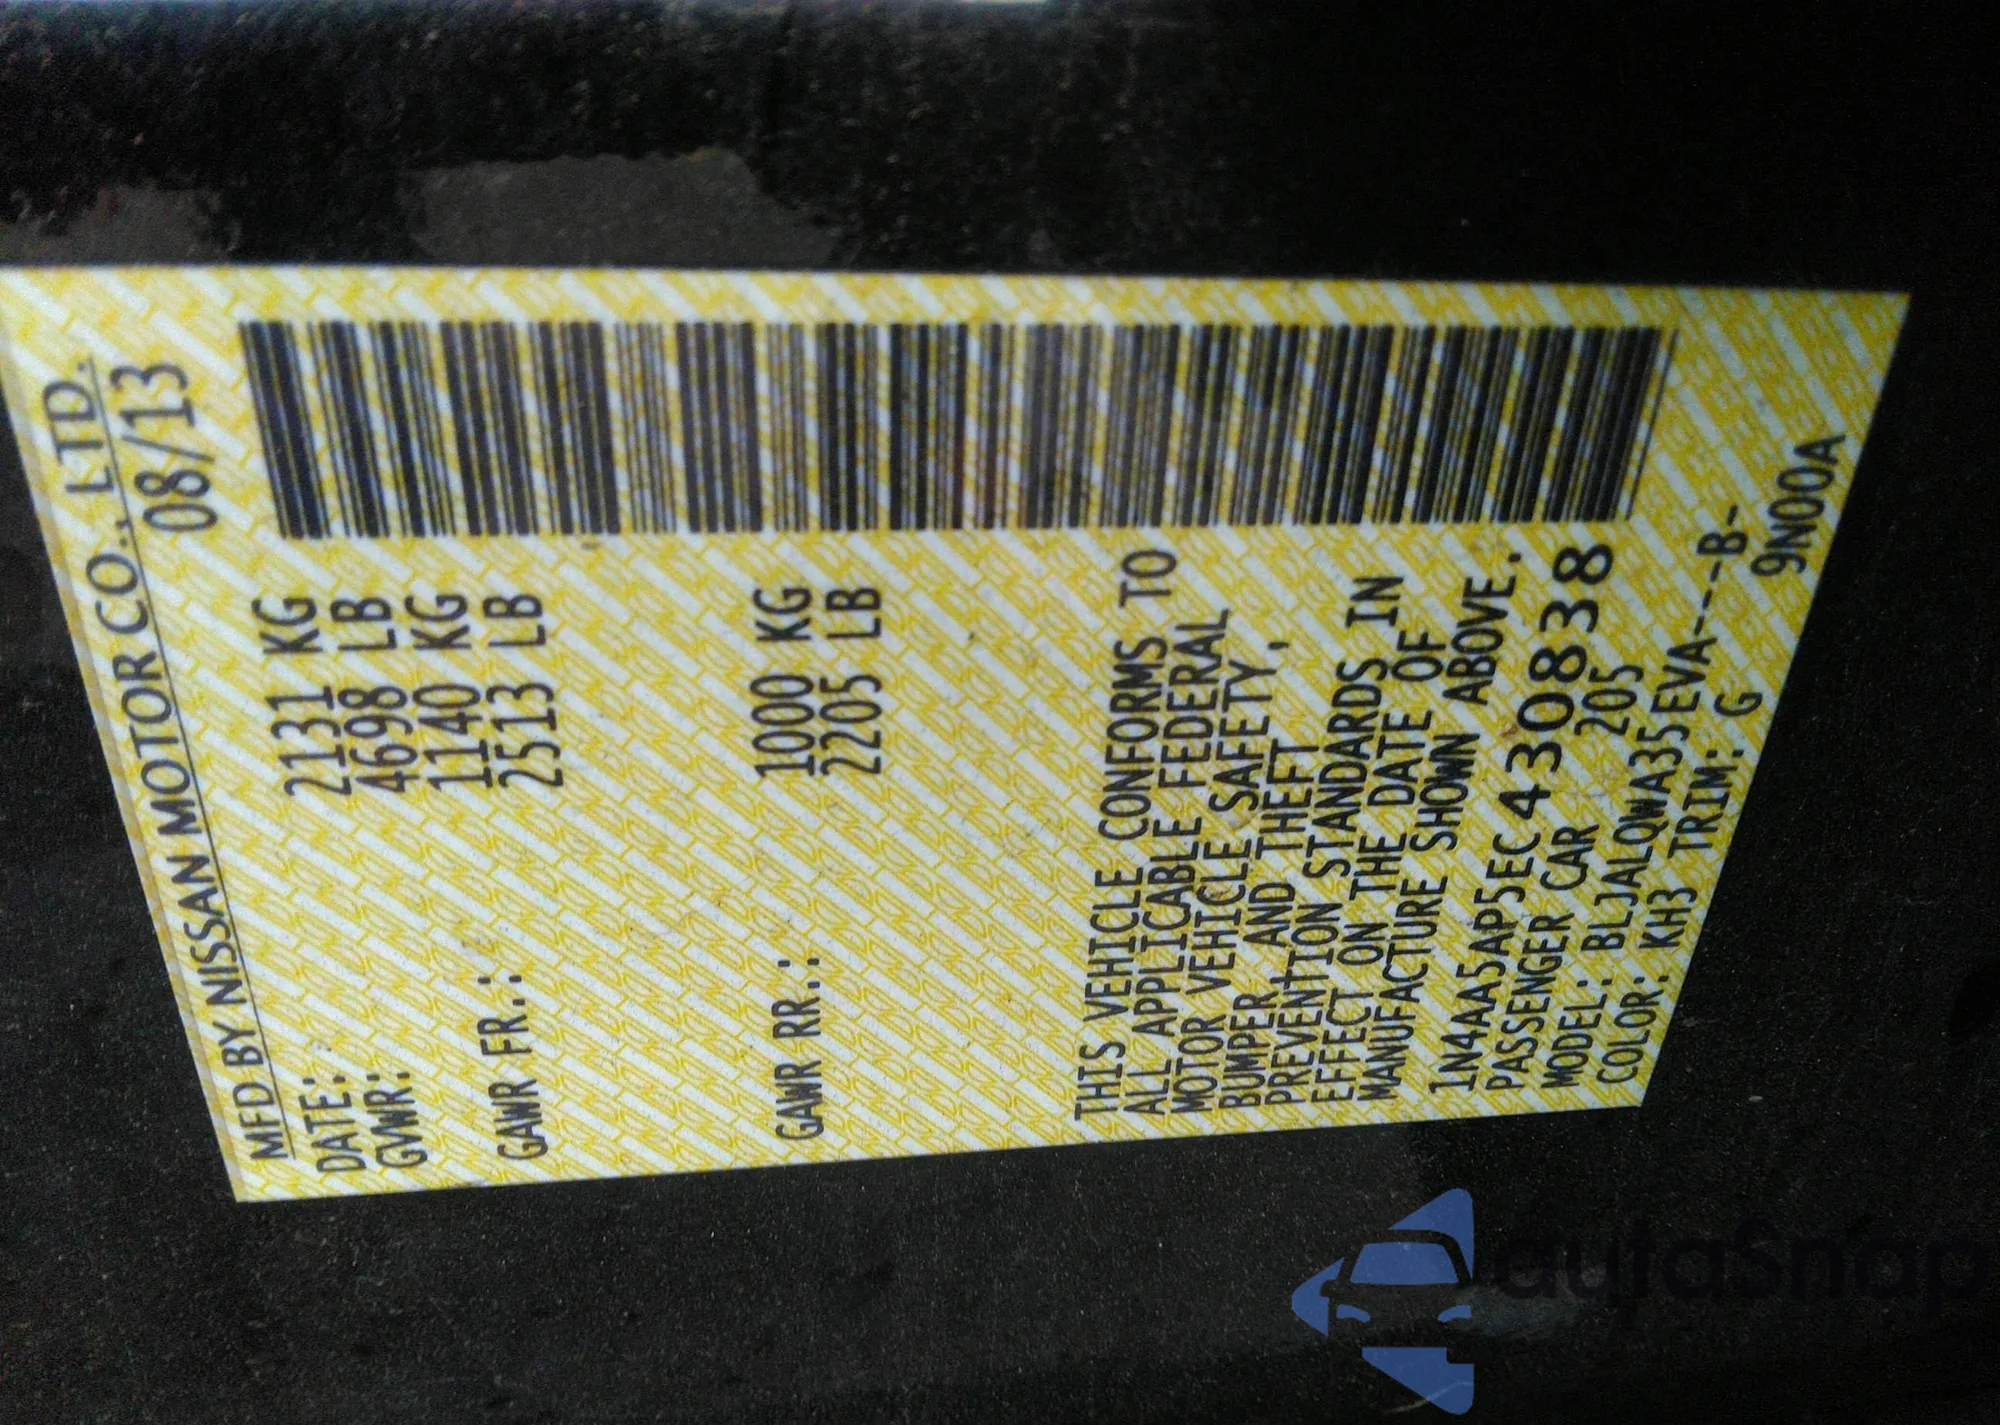 MFD BY NISSAN MOTOR CO., LTD.
DATE: 08/13
GVWR: 2131 KG
4698 LB
GAWR FR.: 1140 KG
2513 LB
GAWR RR.: 1000 KG
2205 LB
THIS VEHICLE CONFORMS TO
ALL APPLICABLE FEDERAL
MOTOR VEHICLE SAFETY,
BUMPER, AND THEFT
PREVENTION STANDARDS IN
EFFECT ON THE DATE OF
MANUFACTURE SHOWN ABOVE.
1N4AA5AP5EC430838
PASSENGER CAR 205
MODEL: BLJALQWA35EVA----B-
COLOR: KH3 TRIM: G
9N00A
autaSnap